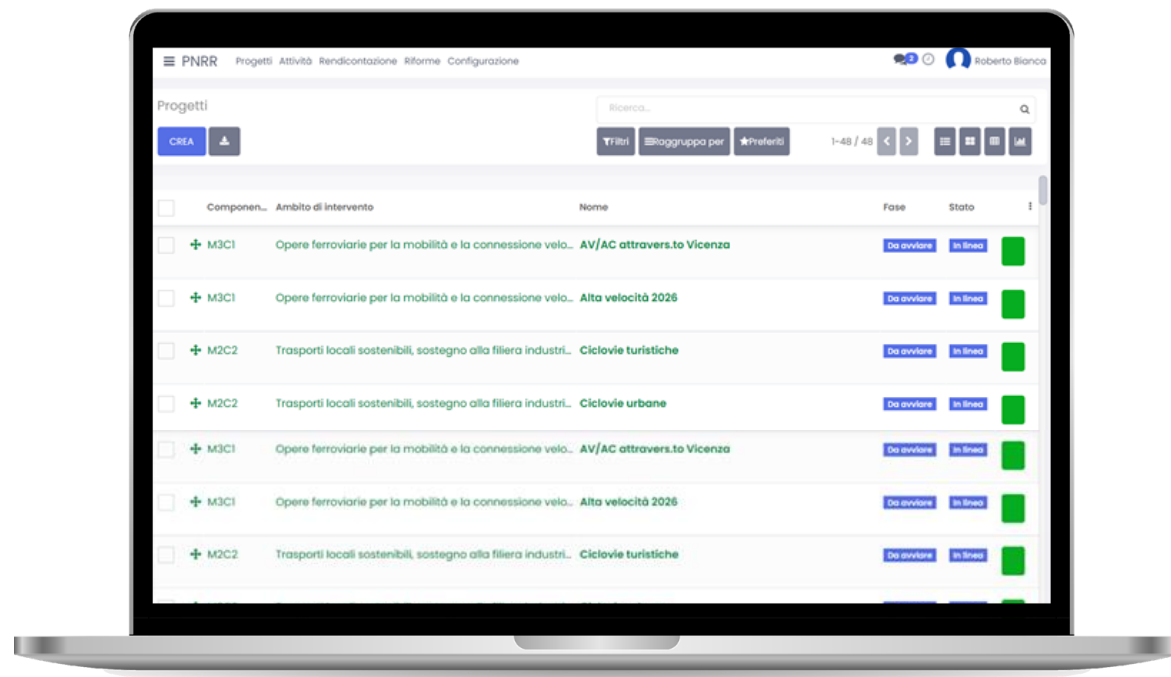 PNRR Progetti Attività Rendicontazione Riforme Configurazione 2 Roberto Bianca
Progetti Ricerca...
CREA Filtri Raggruppa per Preferiti 1-48 / 48
Componen... Ambito di intervento Nome Fase Stato
M3C1 Opere ferroviarie per la mobilità e la connessione velo... AV/AC attravers.to Vicenza Da avviare In linea
M3C1 Opere ferroviarie per la mobilità e la connessione velo... Alta velocità 2026 Da avviare In linea
M2C2 Trasporti locali sostenibili, sostegno alla filiera industri... Ciclovie turistiche Da avviare In linea
M2C2 Trasporti locali sostenibili, sostegno alla filiera industri... Ciclovie urbane Da avviare In linea
M3C1 Opere ferroviarie per la mobilità e la connessione velo... AV/AC attravers.to Vicenza Da avviare In linea
M3C1 Opere ferroviarie per la mobilità e la connessione velo... Alta velocità 2026 Da avviare In linea
M2C2 Trasporti locali sostenibili, sostegno alla filiera industri... Ciclovie turistiche Da avviare In linea